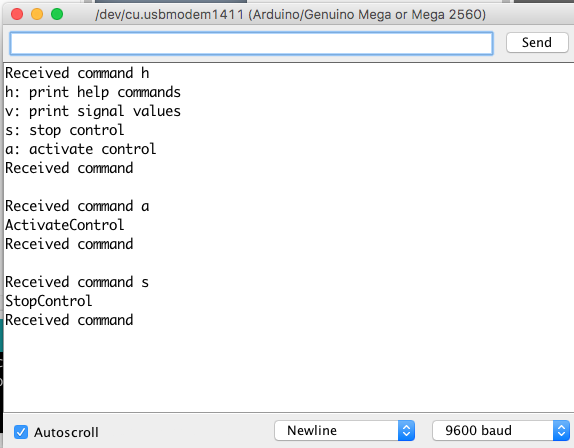 /dev/cu.usbmodem1411 (Arduino/Genuino Mega or Mega 2560)
Send
Received command h
h: print help commands
v: print signal values
s: stop control
a: activate control
Received command
Received command a
ActivateControl
Received command
Received command s
StopControl
Received command
Autoscroll
Newline
9600 baud